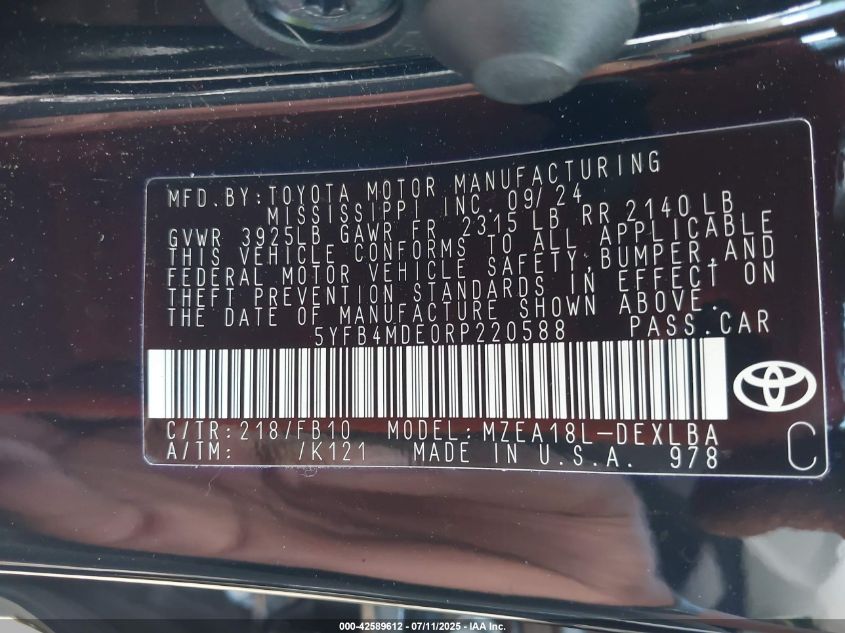 MFD. BY: TOYOTA MOTOR MANUFACTURING
MISSISSIPPI INC. 09/ 24
GVWR 3925LB GAWR FR 2315 LB RR 2140 LB
THIS VEHICLE CONFORMS TO ALL APPLICABLE
FEDERAL MOTOR VEHICLE SAFETY, BUMPER, AND
THEFT PREVENTION STANDARDS IN EFFECT ON
THE DATE OF MANUFACTURE SHOWN ABOVE.
5YFB4MDE0RP220588 PASS. CAR
C/TR: 218/FB10 MODEL: MZEA18L-DEXLBA
A/TM: /K121 MADE IN U.S.A. 978 C
000-42589612 - 07/11/2025 - IAA Inc.